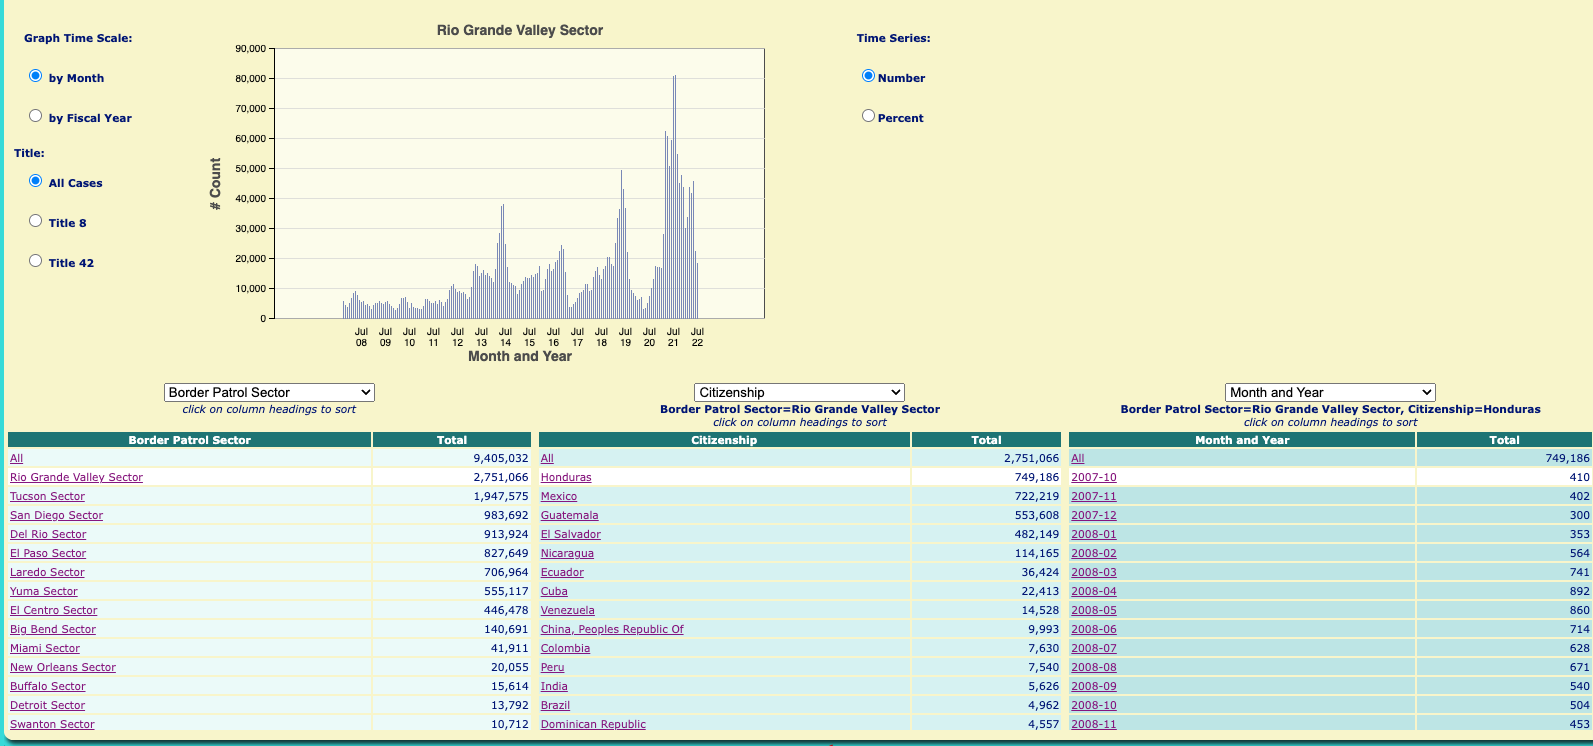 Rio Grande Valley Sector
Graph Time Scale:
by Month
by Fiscal Year
Title:
All Cases
Title 8
Title 42
# Count
90,000
80,000
70,000
60,000
50,000
40,000
30,000
20,000
10,000
0
Jul 08 Jul 09 Jul 10 Jul 11 Jul 12 Jul 13 Jul 14 Jul 15 Jul 16 Jul 17 Jul 18 Jul 19 Jul 20 Jul 21 Jul 22
Month and Year
Time Series:
Number
Percent
Border Patrol Sector
click on column headings to sort
Border Patrol Sector Total
All 9,405,032
Rio Grande Valley Sector 2,751,066
Tucson Sector 1,947,575
San Diego Sector 983,692
Del Rio Sector 913,924
El Paso Sector 827,649
Laredo Sector 706,964
Yuma Sector 555,117
El Centro Sector 446,478
Big Bend Sector 140,691
Miami Sector 41,911
New Orleans Sector 20,055
Buffalo Sector 15,614
Detroit Sector 13,792
Swanton Sector 10,712
Citizenship
Border Patrol Sector=Rio Grande Valley Sector
click on column headings to sort
Citizenship Total
All 2,751,066
Honduras 749,186
Mexico 722,219
Guatemala 553,608
El Salvador 482,149
Nicaragua 114,165
Ecuador 36,424
Cuba 22,413
Venezuela 14,528
China, Peoples Republic Of 9,993
Colombia 7,630
Peru 7,540
India 5,626
Brazil 4,962
Dominican Republic 4,557
Month and Year
Border Patrol Sector=Rio Grande Valley Sector, Citizenship=Honduras
click on column headings to sort
Month and Year Total
All 749,186
2007-10 410
2007-11 402
2007-12 300
2008-01 353
2008-02 564
2008-03 741
2008-04 892
2008-05 860
2008-06 714
2008-07 628
2008-08 671
2008-09 540
2008-10 504
2008-11 453